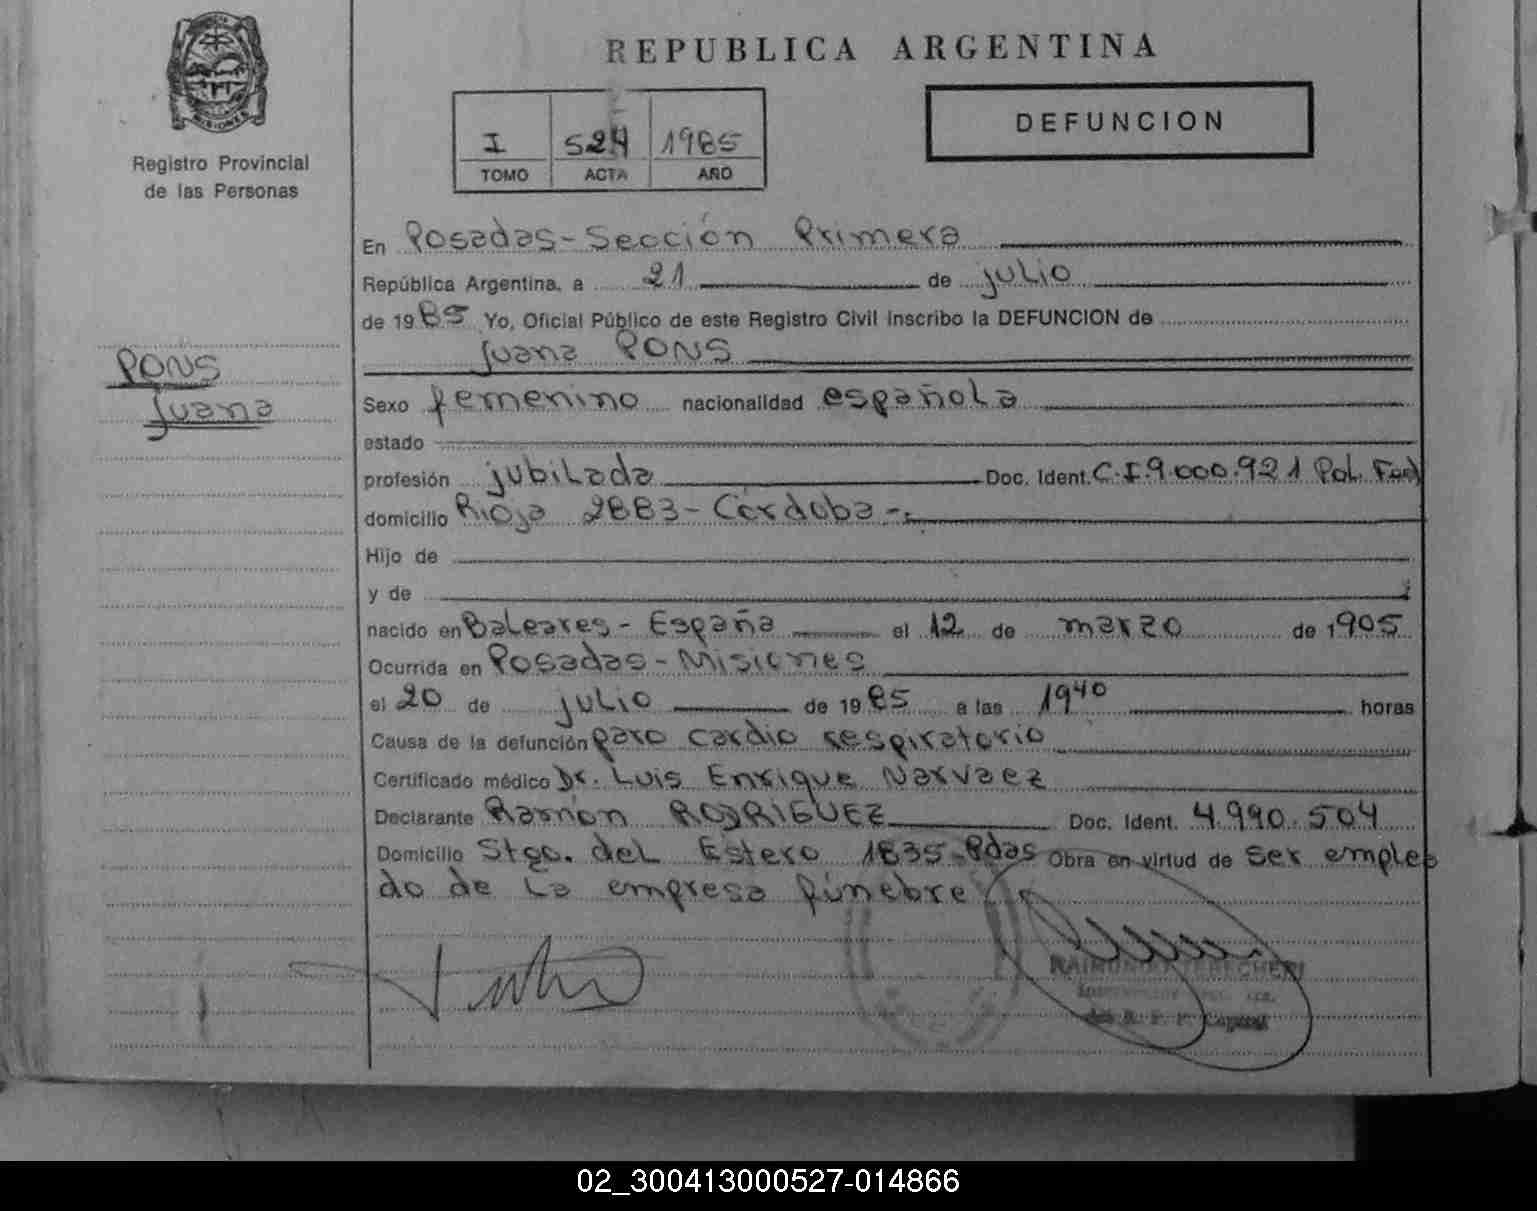 MISIONES
Registro Provincial
de las Personas
REPUBLICA ARGENTINA
I 524 1985
TOMO ACTA AÑO
DEFUNCION
En Posadas - Sección Primera
República Argentina, a 21 de julio
de 1985 Yo, Oficial Público de este Registro Civil inscribo la DEFUNCION de
Juana PONS
PONS
Juana
Sexo femenino nacionalidad española
estado
profesión jubilada Doc. Ident. C.I 9.000.921 Pol. Fed
domicilio Rioja 2883 - Córdoba -.
Hijo de
y de
nacido en Baleares - España el 12 de marzo de 1905
Ocurrida en Posadas - Misiones
el 20 de julio de 1985 a las 1940 horas
Causa de la defunción paro cardio respiratorio
Certificado médico Dr. Luis Enrique Narvaez
Declarante Ramón RODRIGUEZ Doc. Ident. 4.990.504
Domicilio Stgo. del Estero 1835 - Pdas Obra en virtud de ser emplea
do de la empresa fúnebre
Capital
02_300413000527-014866